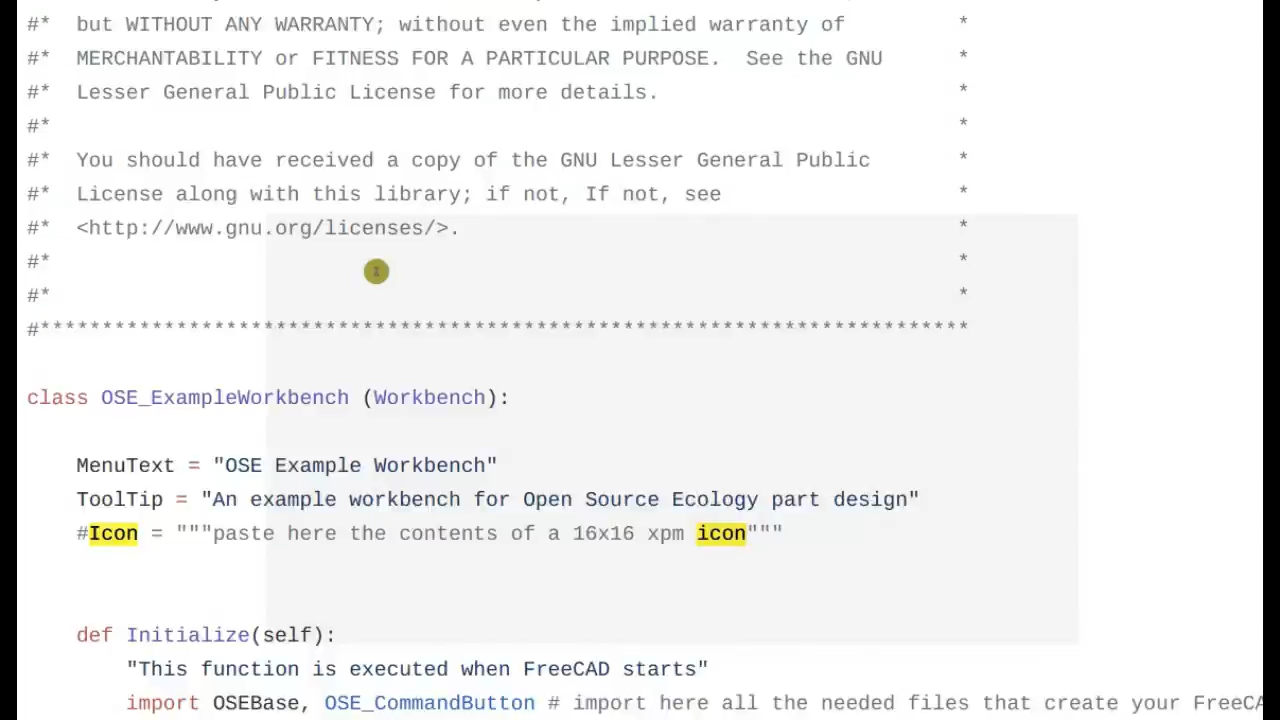 #*  but WITHOUT ANY WARRANTY; without even the implied warranty of         *
#*  MERCHANTABILITY or FITNESS FOR A PARTICULAR PURPOSE.  See the GNU      *
#*  Lesser General Public License for more details.                        *
#*                                                                         *
#*  You should have received a copy of the GNU Lesser General Public       *
#*  License along with this library; if not, If not, see                   *
#*  <http://www.gnu.org/licenses/>.                                        *
#*                                                                         *
#*                                                                         *
#***************************************************************************
class OSE_ExampleWorkbench (Workbench):
    MenuText = "OSE Example Workbench"
    ToolTip = "An example workbench for Open Source Ecology part design"
    #Icon = """paste here the contents of a 16x16 xpm icon"""
    def Initialize(self):
        "This function is executed when FreeCAD starts"
        import OSEBase, OSE_CommandButton # import here all the needed files that create your FreeCA